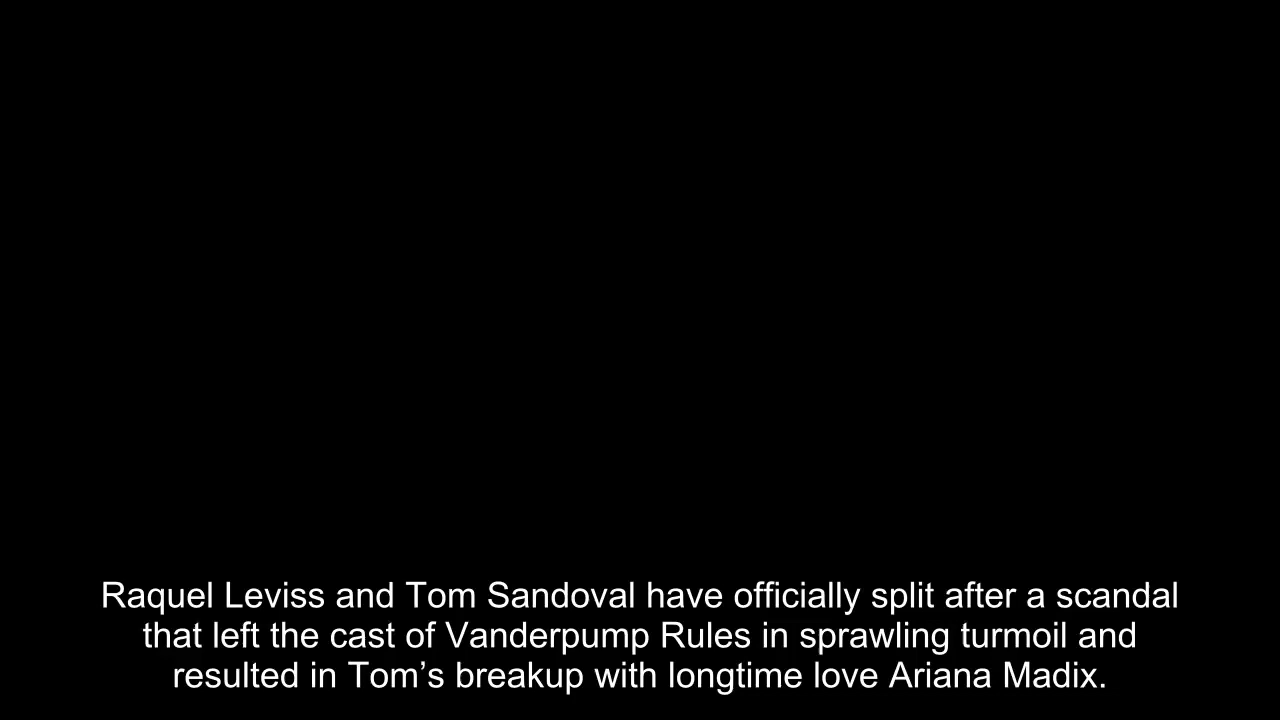 Raquel Leviss and Tom Sandoval have officially split after a scandal
that left the cast of Vanderpump Rules in sprawling turmoil and
resulted in Tom’s breakup with longtime love Ariana Madix.